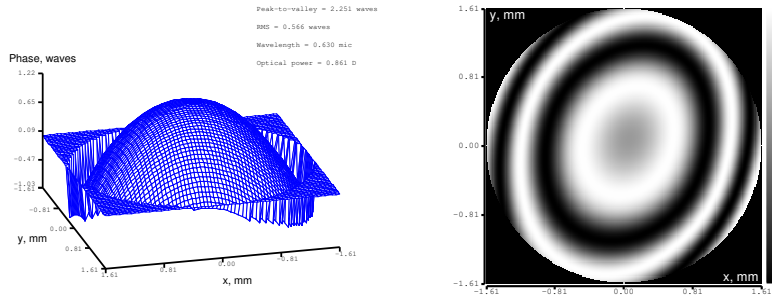 Peak-to-valley = 2.251 waves
RMS = 0.566 waves
Wavelength = 0.630 mic
Optical power = 0.861 D
Phase, waves
1.22
0.65
0.09
-0.47
-1.03
-1.61
-0.81
0.00
0.81
1.61
y, mm
1.61
0.81
0.00
-0.81
-1.61
x, mm
y, mm
1.61
0.81
0.00
-0.81
-1.61
x, mm
-1.61
-0.81
0.00
0.81
1.61